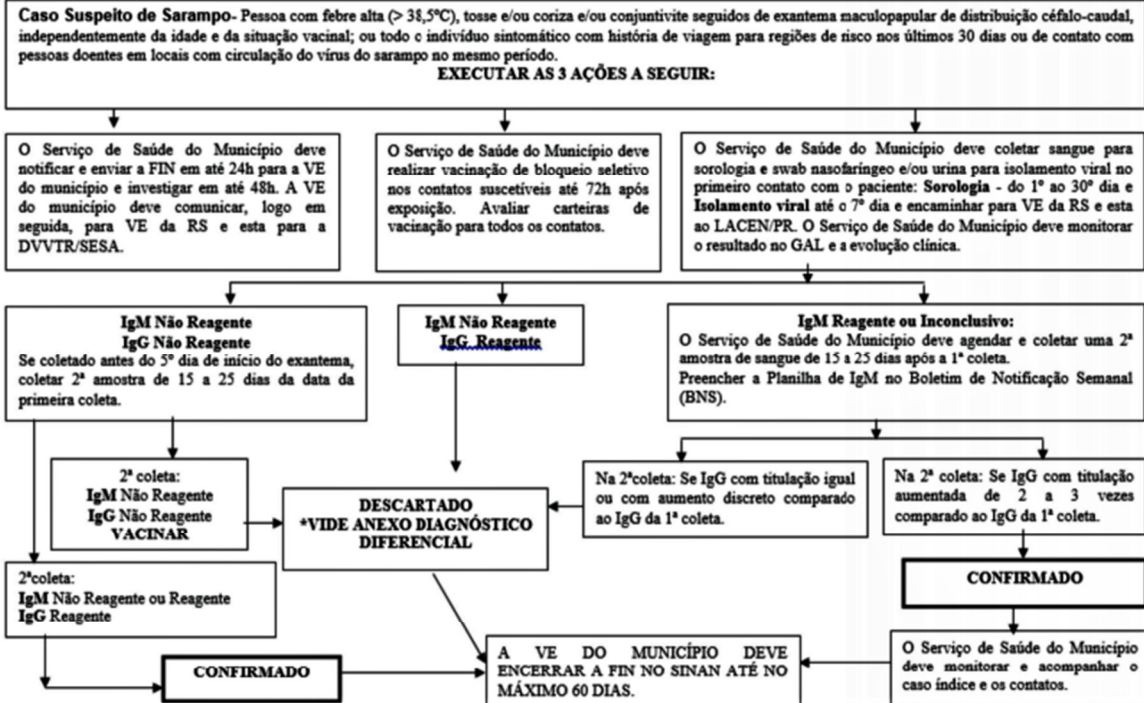 Caso Suspeito de Sarampo- Pessoa com febre alta (> 38,5ºC), tosse e/ou coriza e/ou conjuntivite seguidos de exantema maculopapular de distribuição céfalo-caudal,
independentemente da idade e da situação vacinal; ou todo o indivíduo sintomático com história de viagem para regiões de risco nos últimos 30 dias ou de contato com
pessoas doentes em locais com circulação do vírus do sarampo no mesmo período.
EXECUTAR AS 3 AÇÕES A SEGUIR:
O Serviço de Saúde do Município deve
notificar e enviar a FIN em até 24h para a VE
do município e investigar em até 48h. A VE
do município deve comunicar, logo em
seguida, para VE da RS e esta para a
DVVTR/SESA.
O Serviço de Saúde do Município deve
realizar vacinação de bloqueio seletivo
nos contatos suscetíveis até 72h após
exposição. Avaliar carteiras de
vacinação para todos os contatos.
O Serviço de Saúde do Município deve coletar sangue para
sorologia e swab nasofaríngeo e/ou urina para isolamento viral no
primeiro contato com o paciente: Sorologia - do 1º ao 30º dia e
Isolamento viral até o 7º dia e encaminhar para VE da RS e esta
ao LACEN/PR. O Serviço de Saúde do Município deve monitorar
o resultado no GAL e a evolução clínica.
IgM Não Reagente
IgG Não Reagente
Se coletado antes do 5º dia de início do exantema,
coletar 2ª amostra de 15 a 25 dias da data da
primeira coleta.
IgM Não Reagente
IgG Reagente
IgM Reagente ou Inconclusivo:
O Serviço de Saúde do Município deve agendar e coletar uma 2ª
amostra de sangue de 15 a 25 dias após a 1ª coleta.
Preencher a Planilha de IgM no Boletim de Notificação Semanal
(BNS).
2ª coleta:
IgM Não Reagente
IgG Não Reagente
VACINAR
DESCARTADO
*VIDE ANEXO DIAGNÓSTICO
DIFERENCIAL
Na 2ªcoleta: Se IgG com titulação igual
ou com aumento discreto comparado
ao IgG da 1ª coleta.
Na 2ª coleta: Se IgG com titulação
aumentada de 2 a 3 vezes
comparado ao IgG da 1ª coleta.
2ªcoleta:
IgM Não Reagente ou Reagente
IgG Reagente
CONFIRMADO
CONFIRMADO
A VE DO MUNICÍPIO DEVE
ENCERRAR A FIN NO SINAN ATÉ NO
MÁXIMO 60 DIAS.
O Serviço de Saúde do Município
deve monitorar e acompanhar o
caso índice e os contatos.